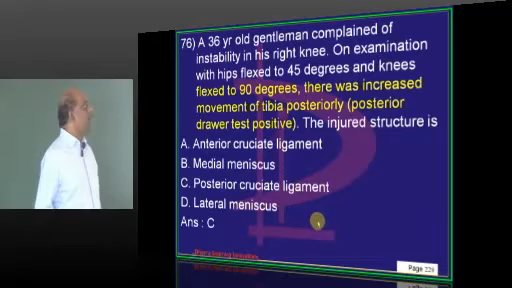 76) A 36 yr old gentleman complained of
instability in his right knee. On examination
with hips flexed to 45 degrees and knees
flexed to 90 degrees, there was increased
movement of tibia posteriorly (posterior
drawer test positive). The injured structure is
A. Anterior cruciate ligament
B. Medial meniscus
C. Posterior cruciate ligament
D. Lateral meniscus
Ans : C
Page 229